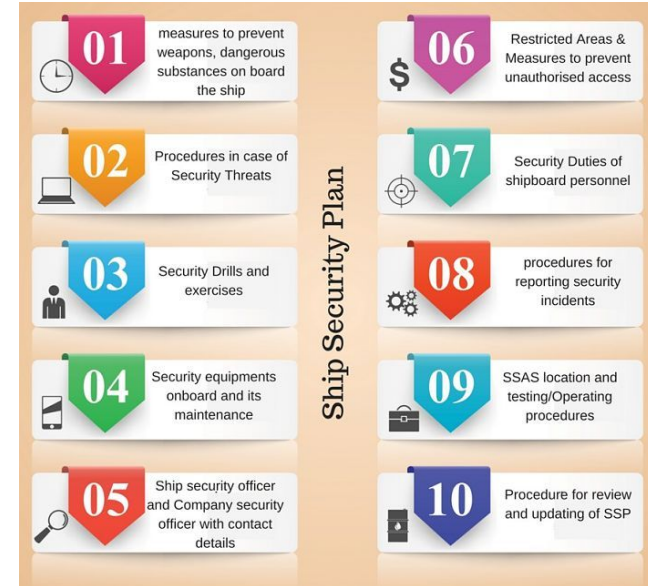 01
measures to prevent
weapons, dangerous
substances on board
the ship
02
Procedures in case of
Security Threats
03
Security Drills and
exercises
04
Security equipments
onboard and its
maintenance
05
Ship security officer
and Company security
officer with contact
details
Ship Security Plan
06
Restricted Areas &
Measures to prevent
unauthorised access
$
07
Security Duties of
shipboard personnel
08
procedures for
reporting security
incidents
09
SSAS location and
testing/Operating
procedures
10
Procedure for review
and updating of SSP